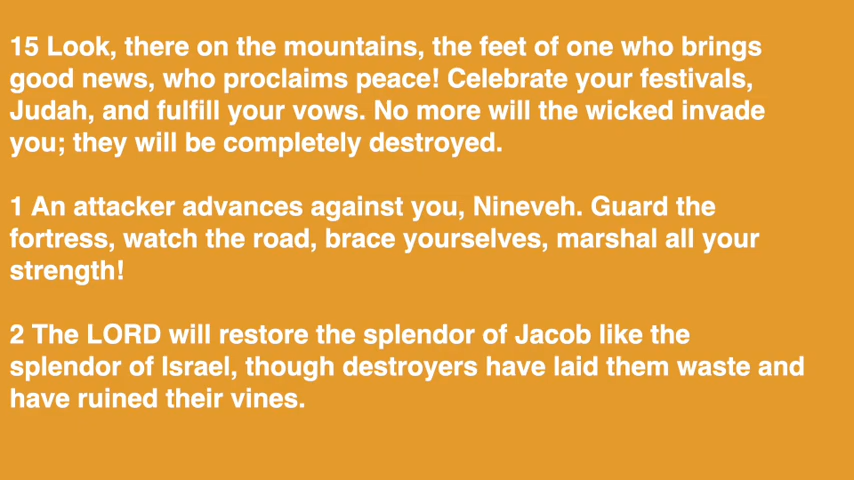 15 Look, there on the mountains, the feet of one who brings
good news, who proclaims peace! Celebrate your festivals,
Judah, and fulfill your vows. No more will the wicked invade
you; they will be completely destroyed.
1 An attacker advances against you, Nineveh. Guard the
fortress, watch the road, brace yourselves, marshal all your
strength!
2 The LORD will restore the splendor of Jacob like the
splendor of Israel, though destroyers have laid them waste and
have ruined their vines.